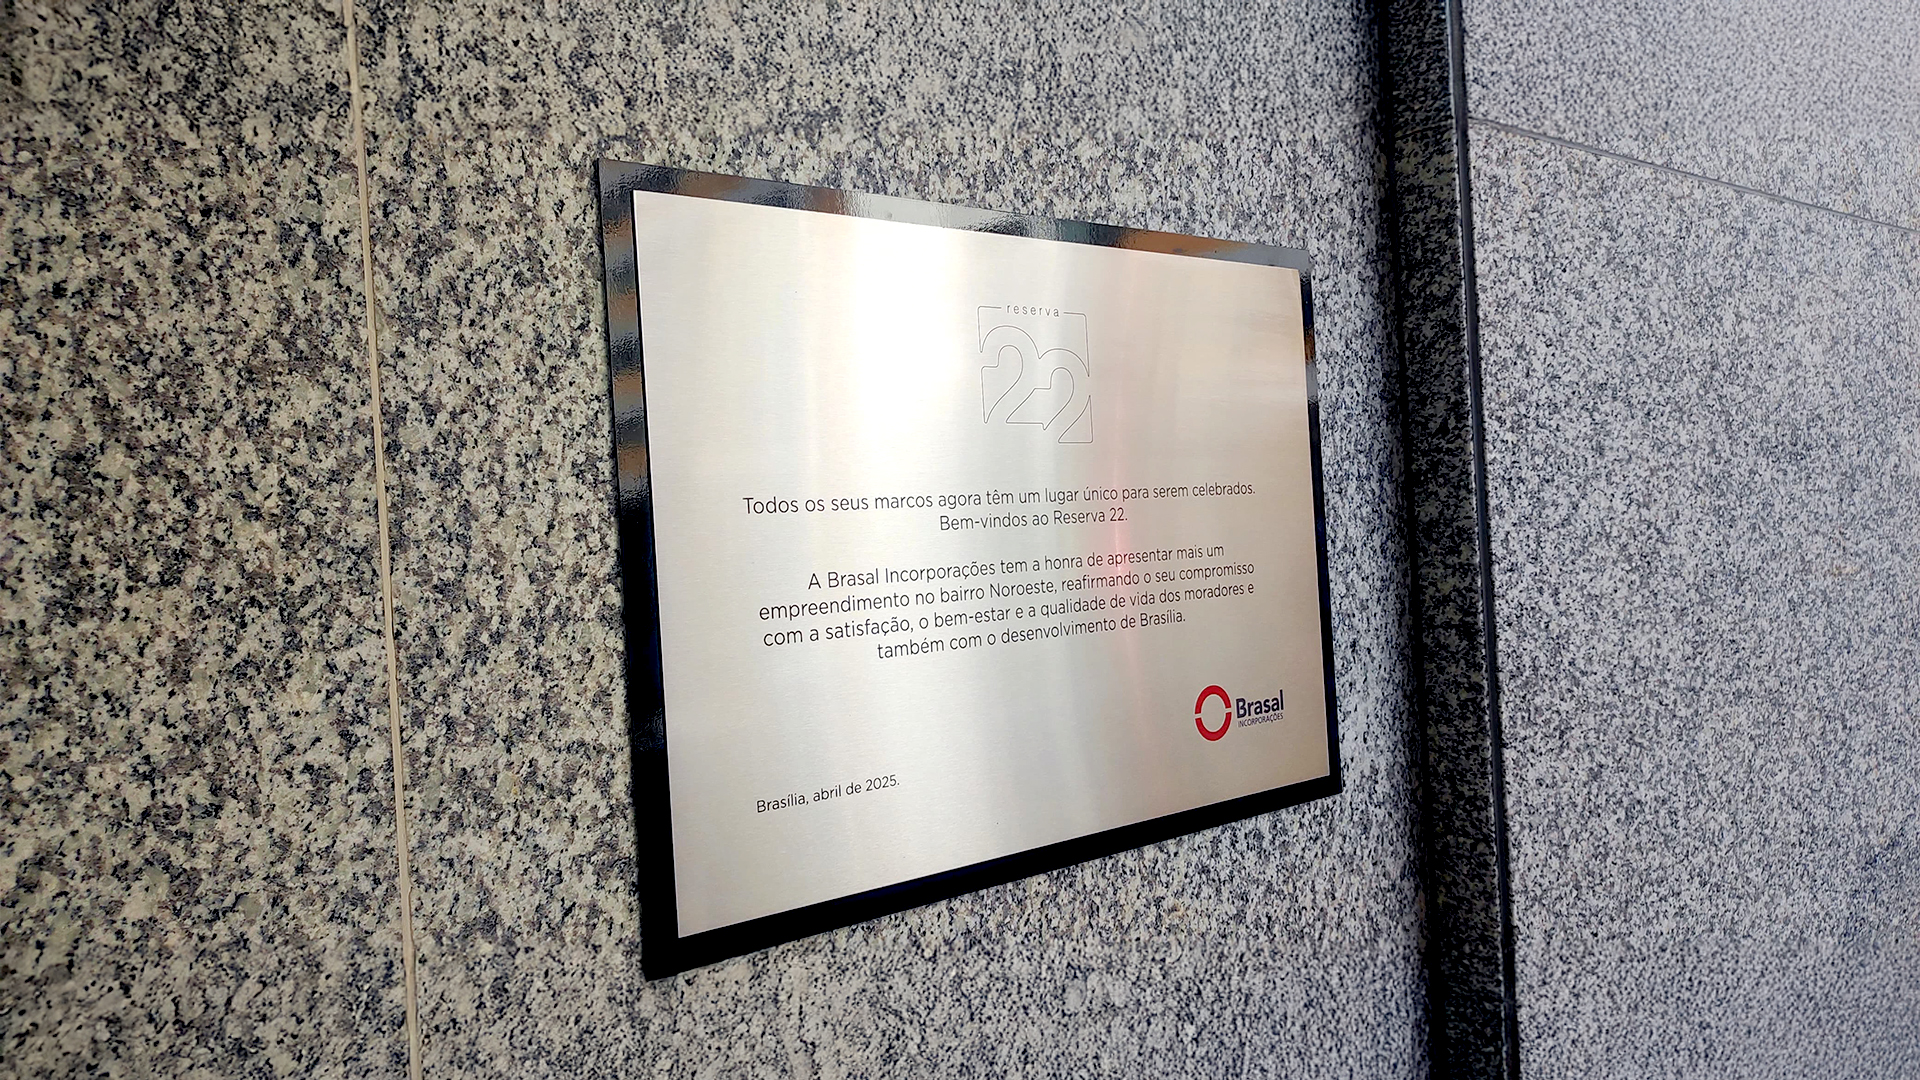 reserva
22
Todos os seus marcos agora têm um lugar único para serem celebrados.
Bem-vindos ao Reserva 22.
A Brasal Incorporações tem a honra de apresentar mais um
empreendimento no bairro Noroeste, reafirmando o seu compromisso
com a satisfação, o bem-estar e a qualidade de vida dos moradores e
também com o desenvolvimento de Brasília.
Brasal
INCORPORAÇÕES
Brasília, abril de 2025.